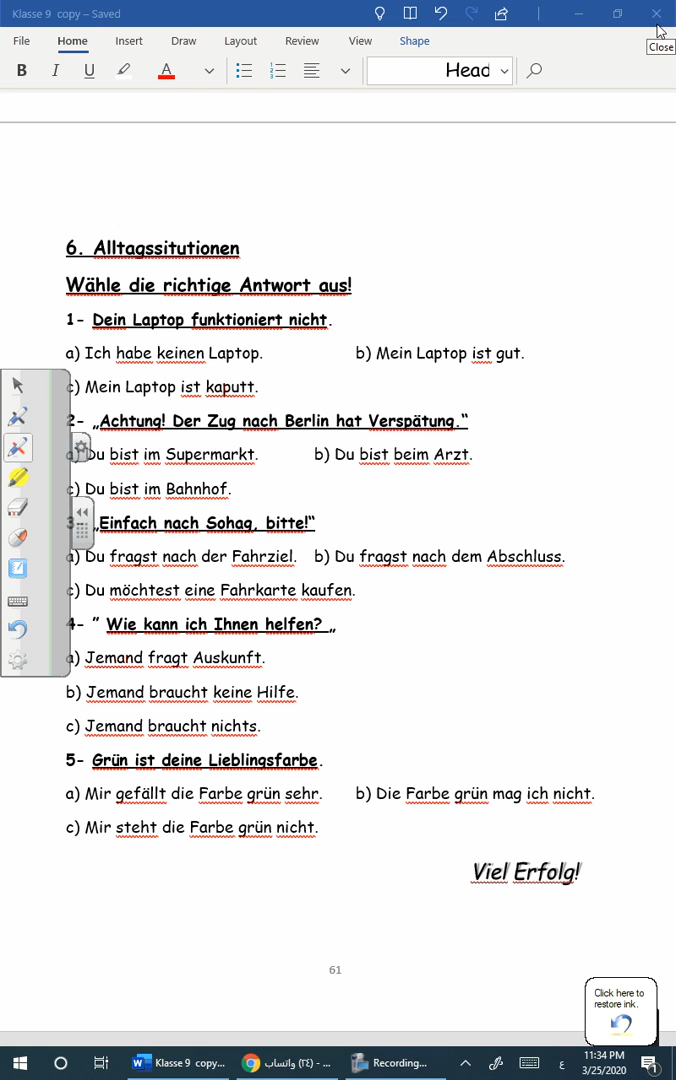 Klasse 9 copy – Saved
Close
File Home Insert Draw Layout Review View Shape
B I U A Head
6. Alltagssitutionen
Wähle die richtige Antwort aus!
1- Dein Laptop funktioniert nicht.
a) Ich habe keinen Laptop. b) Mein Laptop ist gut.
c) Mein Laptop ist kaputt.
2- „Achtung! Der Zug nach Berlin hat Verspätung.“
a) Du bist im Supermarkt. b) Du bist beim Arzt.
c) Du bist im Bahnhof.
3 „Einfach nach Sohag, bitte!“
a) Du fragst nach der Fahrziel. b) Du fragst nach dem Abschluss.
c) Du möchtest eine Fahrkarte kaufen.
4- ” Wie kann ich Ihnen helfen? „
a) Jemand fragt Auskunft.
b) Jemand braucht keine Hilfe.
c) Jemand braucht nichts.
5- Grün ist deine Lieblingsfarbe.
a) Mir gefällt die Farbe grün sehr. b) Die Farbe grün mag ich nicht.
c) Mir steht die Farbe grün nicht.
Viel Erfolg!
61
Click here to
restore ink.
Klasse 9 copy... (٢٤) واتساب - ... Recording... ع 11:34 PM
3/25/2020 1